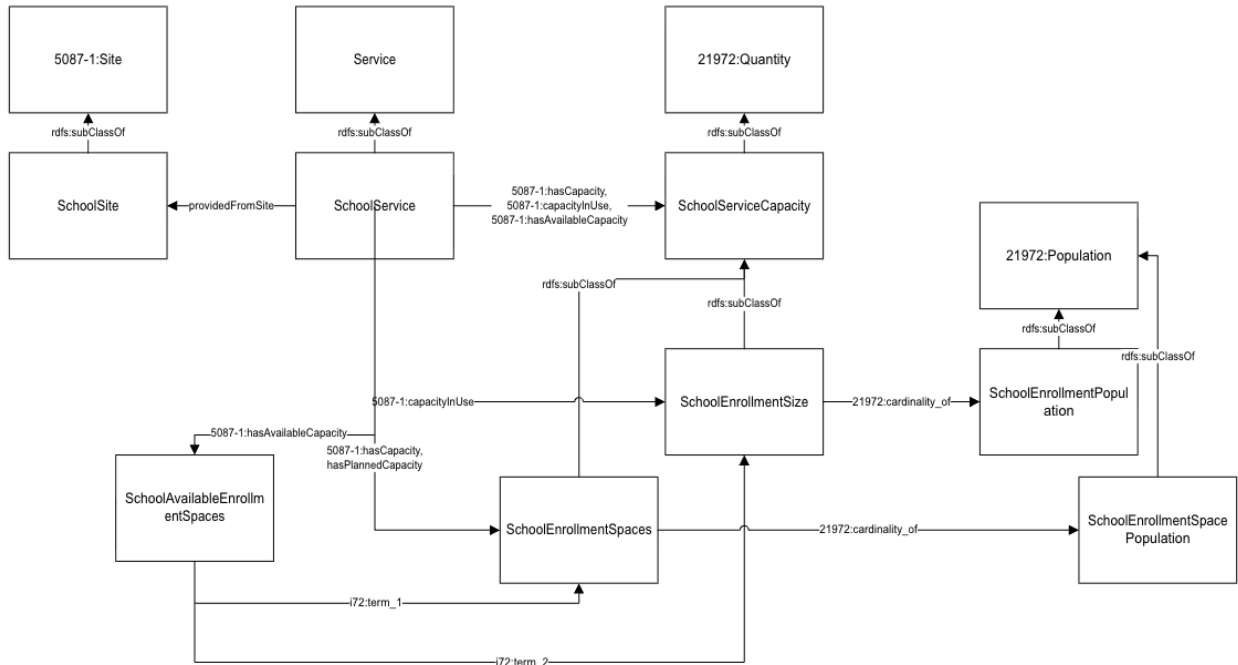 5087-1:Site
Service
21972:Quantity
rdfs:subClassOf
rdfs:subClassOf
rdfs:subClassOf
SchoolSite
providedFromSite
SchoolService
5087-1:hasCapacity,
5087-1:capacityInUse,
5087-1:hasAvailableCapacity
SchoolServiceCapacity
21972:Population
rdfs:subClassOf
rdfs:subClassOf
rdfs:subClassOf
rdfs:subClassOf
5087-1:capacityInUse
SchoolEnrollmentSize
21972:cardinality_of
SchoolEnrollmentPopul
ation
5087-1:hasAvailableCapacity
5087-1:hasCapacity,
hasPlannedCapacity
SchoolAvailableEnrollm
entSpaces
SchoolEnrollmentSpaces
21972:cardinality_of
SchoolEnrollmentSpace
Population
i72:term_1
i72:term_2